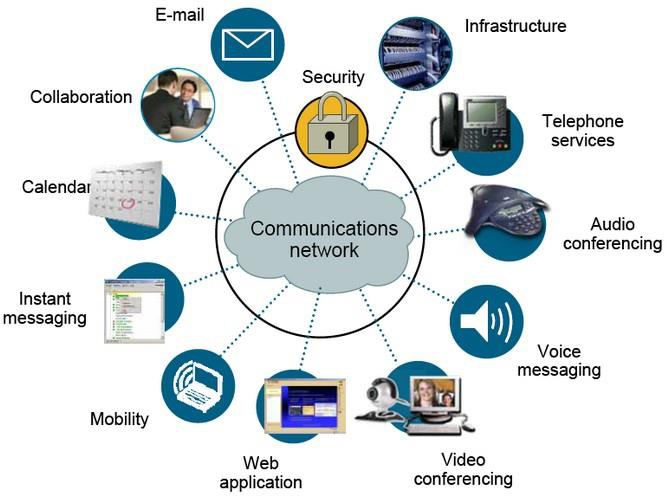 E-mail
Infrastructure
Security
Collaboration
Telephone
services
Calendar
Communications
network
Audio
conferencing
Instant
messaging
Voice
messaging
Mobility
Web
application
Video
conferencing